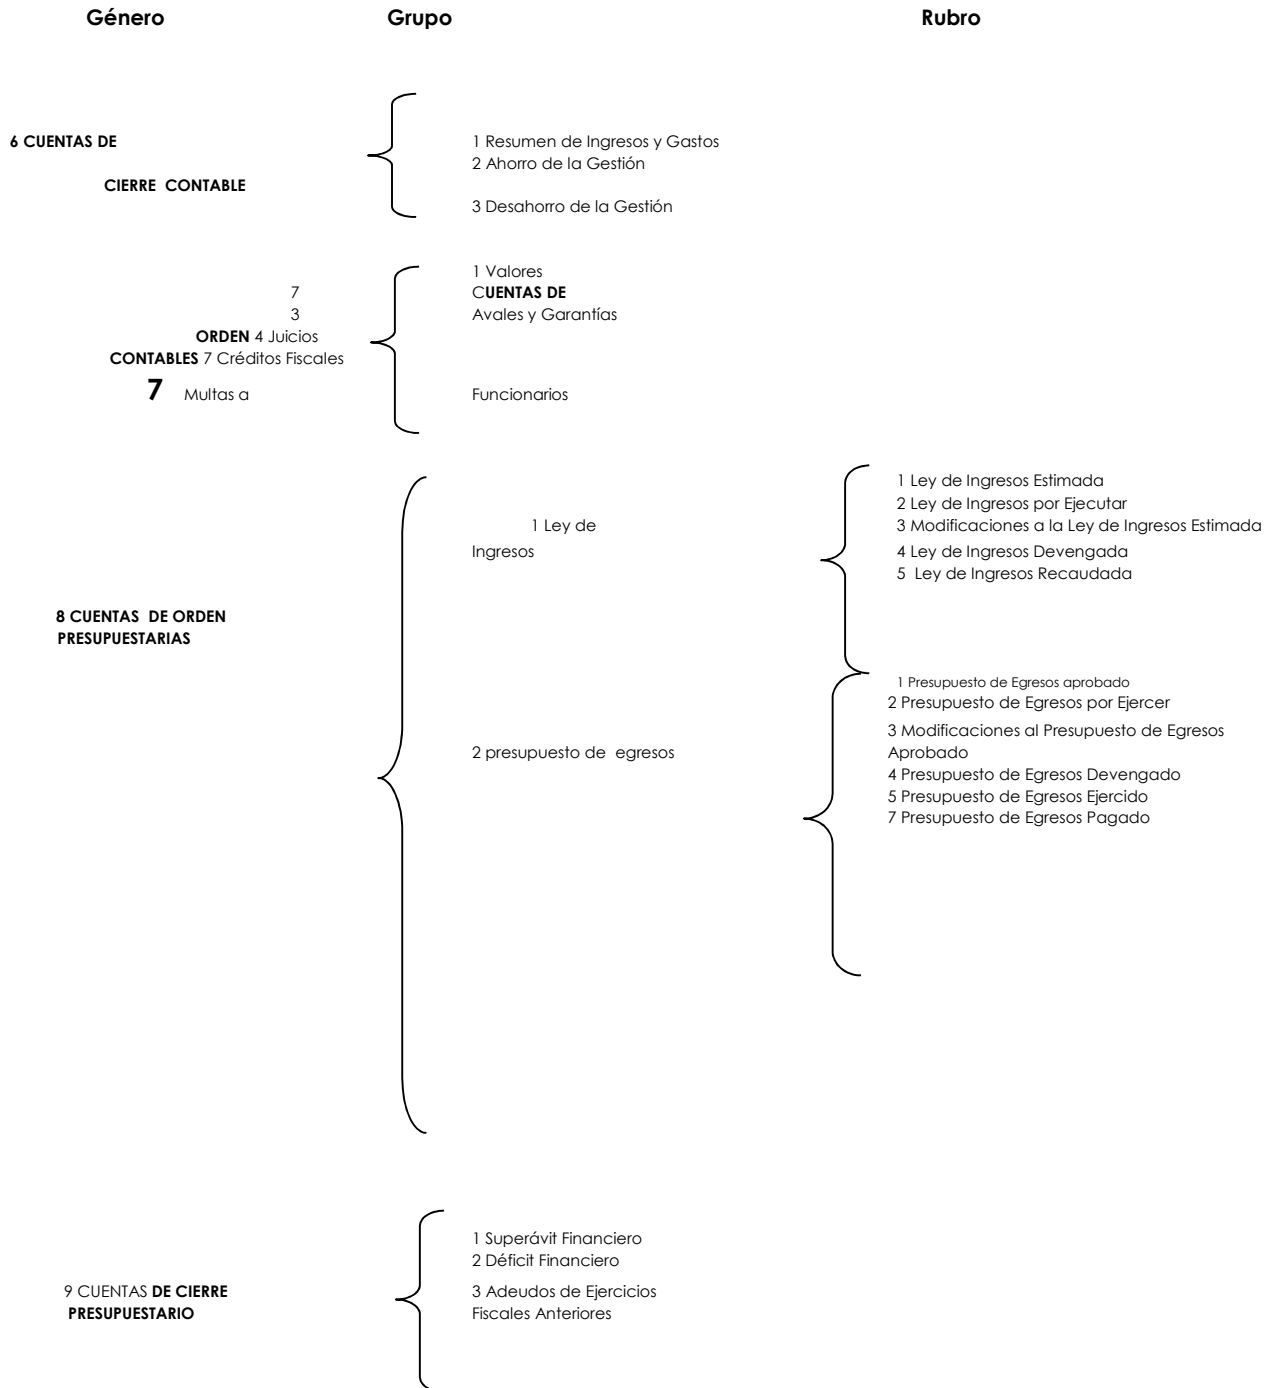 Género Grupo Rubro
6 CUENTAS DE 1 Resumen de Ingresos y Gastos
2 Ahorro de la Gestión
CIERRE CONTABLE
3 Desahorro de la Gestión
1 Valores
7 CUENTAS DE
3 Avales y Garantías
ORDEN 4 Juicios
CONTABLES 7 Créditos Fiscales
7 Multas a Funcionarios
1 Ley de Ingresos Estimada
2 Ley de Ingresos por Ejecutar
1 Ley de 3 Modificaciones a la Ley de Ingresos Estimada
Ingresos 4 Ley de Ingresos Devengada
5 Ley de Ingresos Recaudada
8 CUENTAS DE ORDEN
PRESUPUESTARIAS
1 Presupuesto de Egresos aprobado
2 Presupuesto de Egresos por Ejercer
3 Modificaciones al Presupuesto de Egresos
2 presupuesto de egresos Aprobado
4 Presupuesto de Egresos Devengado
5 Presupuesto de Egresos Ejercido
7 Presupuesto de Egresos Pagado
1 Superávit Financiero
2 Déficit Financiero
9 CUENTAS DE CIERRE 3 Adeudos de Ejercicios
PRESUPUESTARIO Fiscales Anteriores